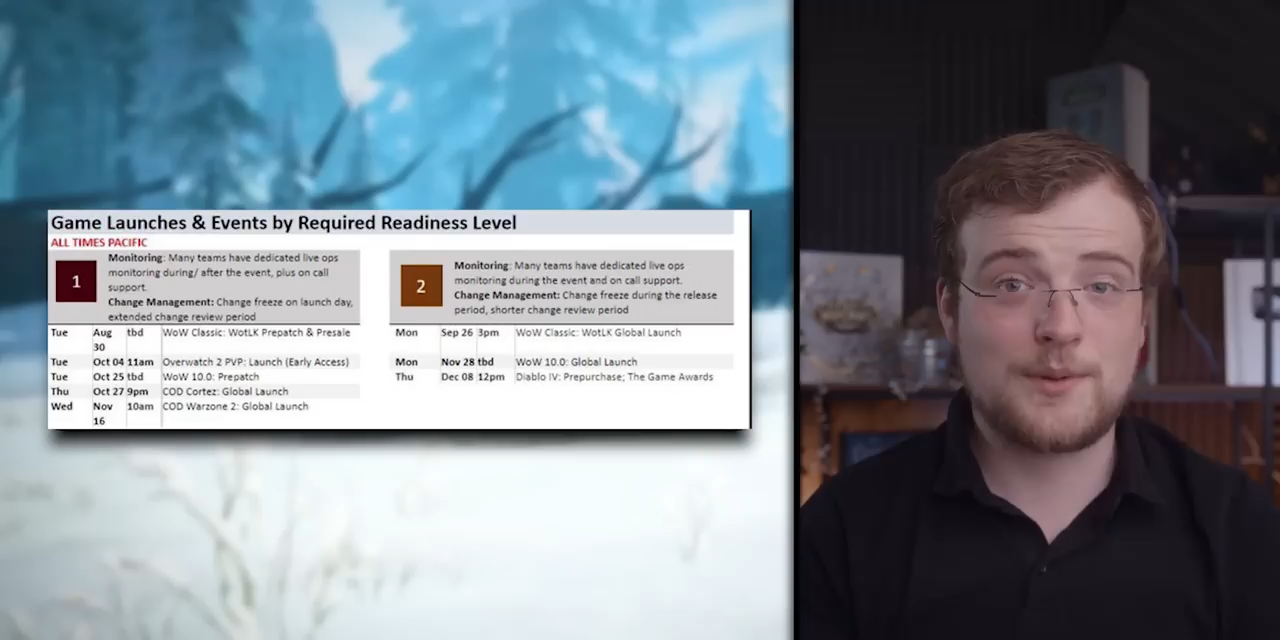 Game Launches & Events by Required Readiness Level
ALL TIMES PACIFIC
1
Monitoring: Many teams have dedicated live ops
monitoring during/ after the event, plus on call
support.
Change Management: Change freeze on launch day,
extended change review period
Tue Aug 30 tbd WoW Classic: WotLK Prepatch & Presale
Tue Oct 04 11am Overwatch 2 PVP: Launch (Early Access)
Tue Oct 25 tbd WoW 10.0: Prepatch
Thu Oct 27 9pm COD Cortez: Global Launch
Wed Nov 16 10am COD Warzone 2: Global Launch
2
Monitoring: Many teams have dedicated live ops
monitoring during the event and on call support.
Change Management: Change freeze during the release
period, shorter change review period
Mon Sep 26 3pm WoW Classic: WotLK Global Launch
Mon Nov 28 tbd WoW 10.0: Global Launch
Thu Dec 08 12pm Diablo IV: Prepurchase; The Game Awards